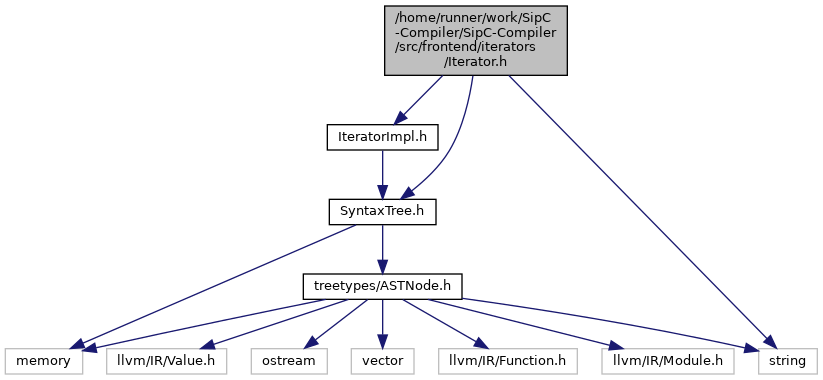 /home/runner/work/SipC
-Compiler/SipC-Compiler
/src/frontend/iterators
/Iterator.h
IteratorImpl.h
SyntaxTree.h
treetypes/ASTNode.h
memory
llvm/IR/Value.h
ostream
vector
llvm/IR/Function.h
llvm/IR/Module.h
string